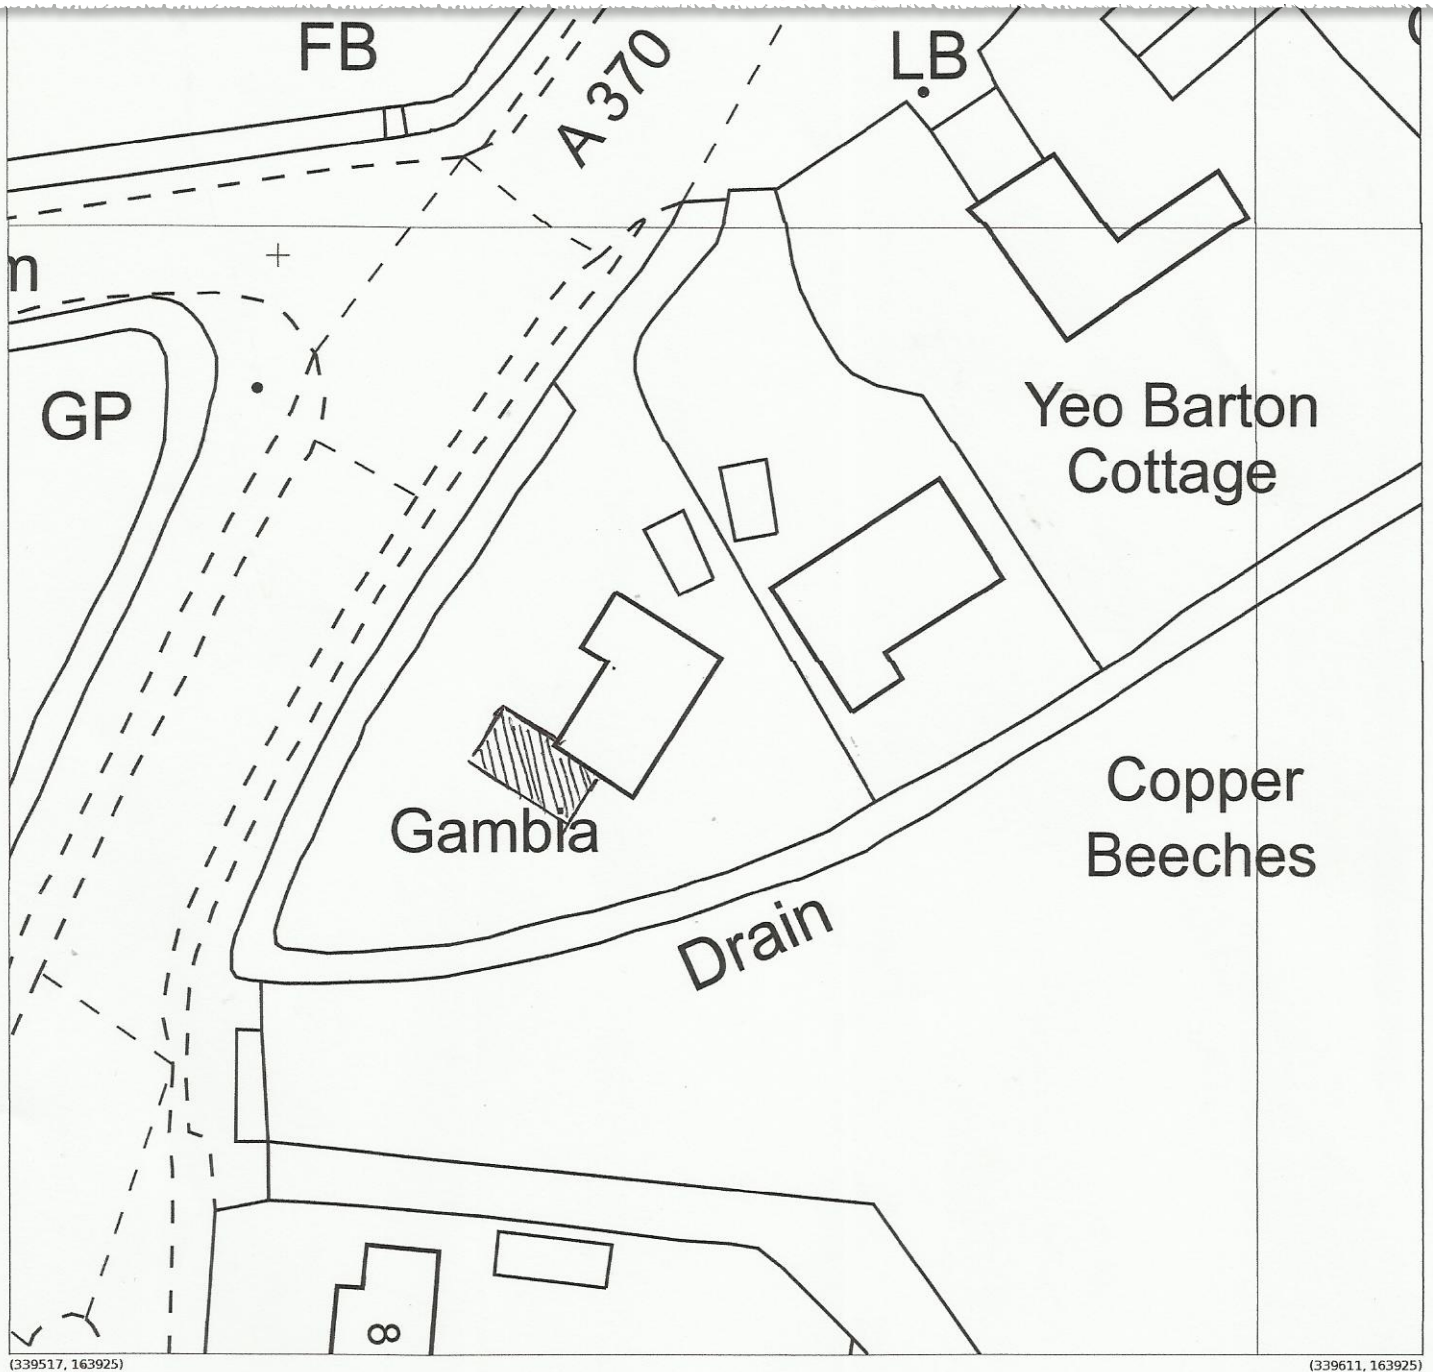 FB
A 370
LB
m
GP
Yeo Barton
Cottage
Copper
Beeches
Gambia
Drain
8
(339517, 163925)
(339611, 163925)